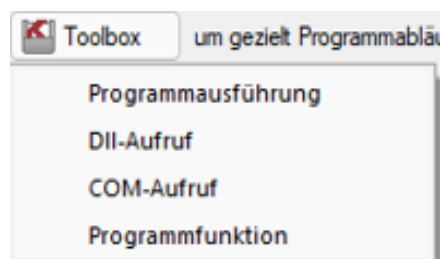 Toolbox um gezielt Programmablä
Programmausführung
Dll-Aufruf
COM-Aufruf
Programmfunktion